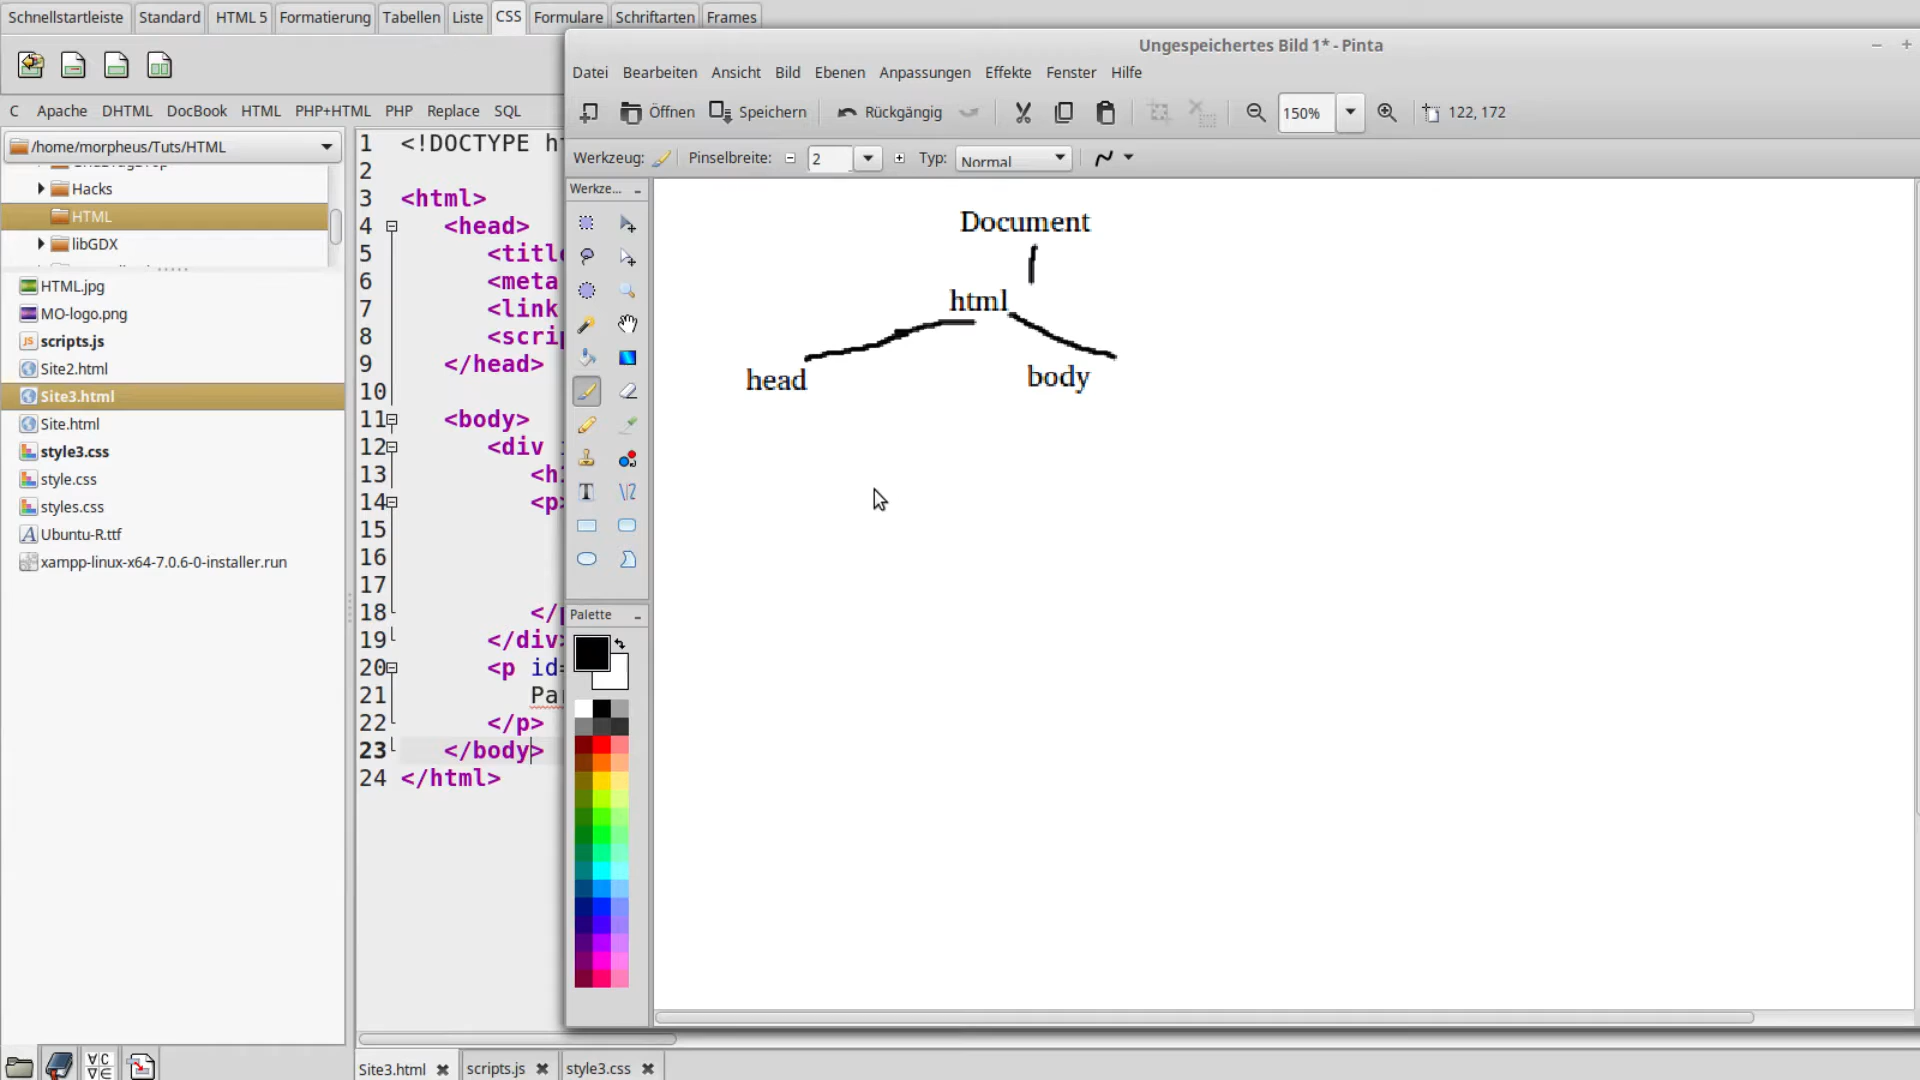 Schnellstartleiste Standard HTML 5 Formatierung Tabellen Liste CSS Formulare Schriftarten Frames
Ungespeichertes Bild 1* - Pinta
Datei Bearbeiten Ansicht Bild Ebenen Anpassungen Effekte Fenster Hilfe
C Apache DHTML DocBook HTML PHP+HTML PHP Replace SQL
Öffnen Speichern Rückgängig 150% 122, 172
/home/morpheus/Tuts/HTML
Werkzeug: Pinselbreite: 2 Typ: Normal
Hacks
HTML
libGDX
HTML.jpg
MO-logo.png
scripts.js
Site2.html
Site3.html
Site.html
style3.css
style.css
styles.css
Ubuntu-R.ttf
xampp-linux-x64-7.0.6-0-installer.run
1 <!DOCTYPE
2
3 <html>
4 <head>
5 <title
6 <meta
7 <link
8 <scrip
9 </head>
10
11 <body>
12 <div
13 <h
14 <p>
15
16
17
18 </p
19 </div>
20 <p id=
21 Pa
22 </p>
23 </body>
24 </html>
Werkze...
Palette
Document
html
head body
Site3.html scripts.js style3.css